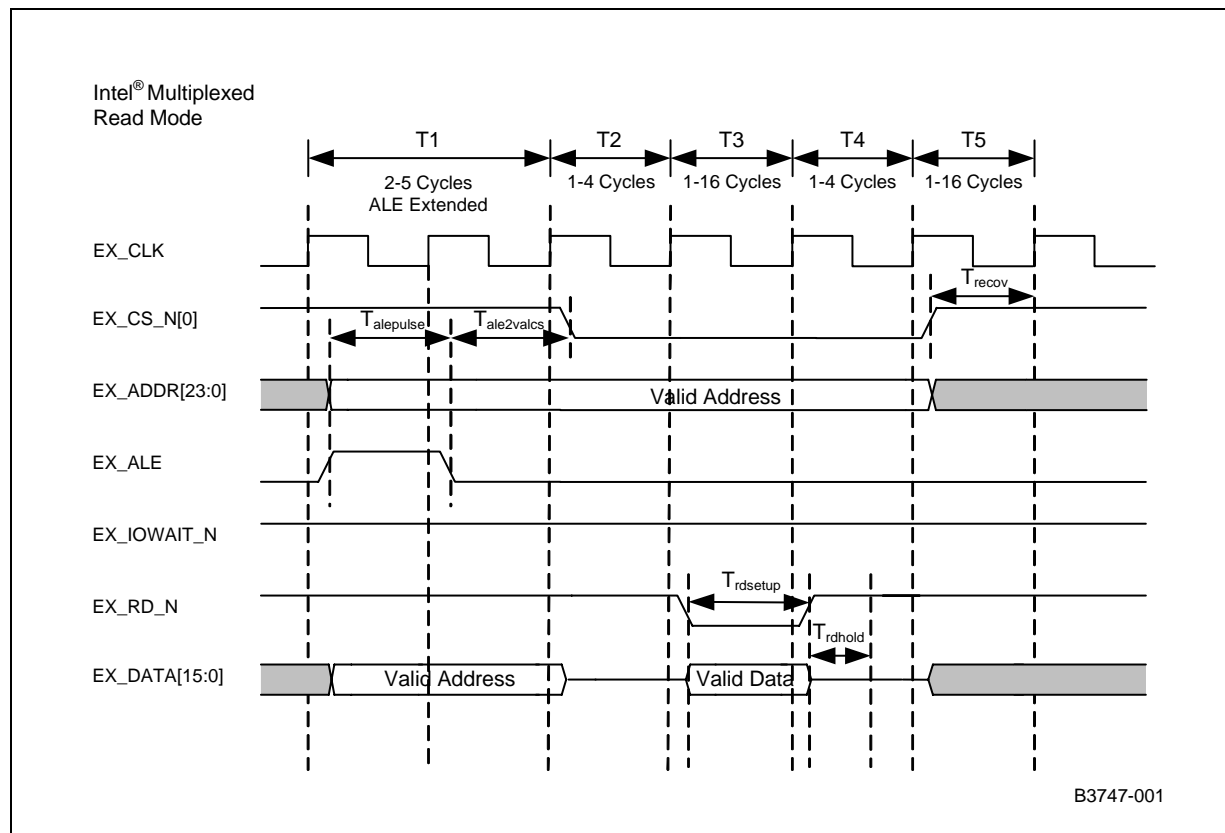 Intel® Multiplexed
Read Mode
T1 T2 T3 T4 T5
2-5 Cycles 1-4 Cycles 1-16 Cycles 1-4 Cycles 1-16 Cycles
ALE Extended
EX_CLK
Trecov
EX_CS_N[0]
Talepulse Tale2valcs
EX_ADDR[23:0] Valid Address
EX_ALE
EX_IOWAIT_N
Trdsetup
EX_RD_N
Trdhold
EX_DATA[15:0] Valid Address Valid Data
B3747-001